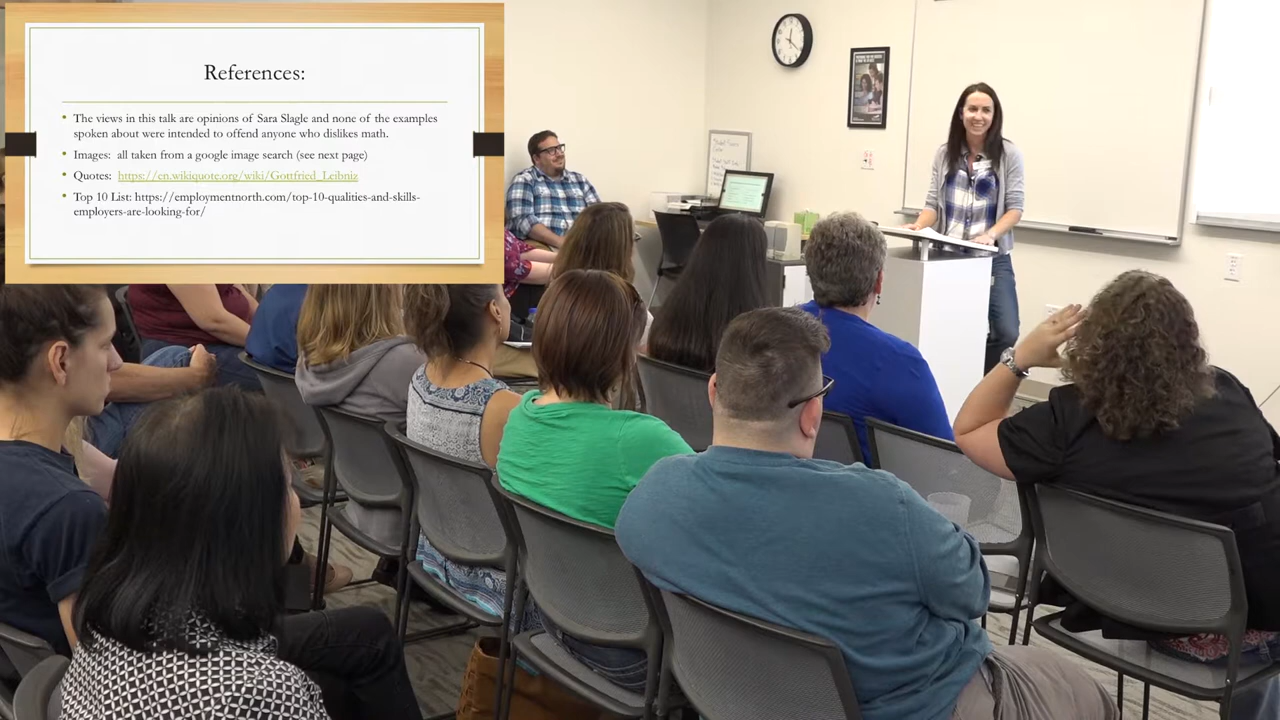 References:
The views in this talk are opinions of Sara Slagle and none of the examples
spoken about were intended to offend anyone who dislikes math.
Images: all taken from a google image search (see next page)
Quotes: https://en.wikiquote.org/wiki/Gottfried_Leibniz
Top 10 List: https://employmentnorth.com/top-10-qualities-and-skills-
employers-are-looking-for/